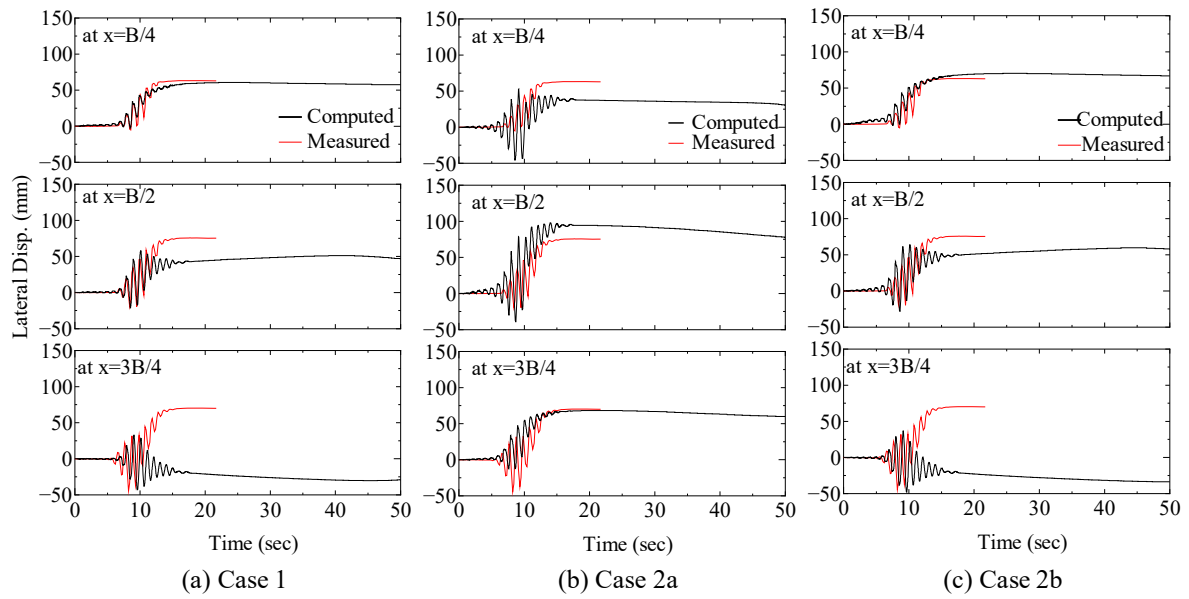 Lateral Disp. (mm)
at x=B/4
150
100
50
0
−50
Computed
Measured
at x=B/2
150
100
50
0
−50
at x=3B/4
150
100
50
0
−50
0 10 20 30 40 50
Time (sec)
(a) Case 1
at x=B/4
150
100
50
0
−50
Computed
Measured
at x=B/2
150
100
50
0
−50
at x=3B/4
150
100
50
0
−50
0 10 20 30 40 50
Time (sec)
(b) Case 2a
at x=B/4
150
100
50
0
−50
Computed
Measured
at x=B/2
150
100
50
0
−50
at x=3B/4
150
100
50
0
−50
0 10 20 30 40 50
Time (sec)
(c) Case 2b